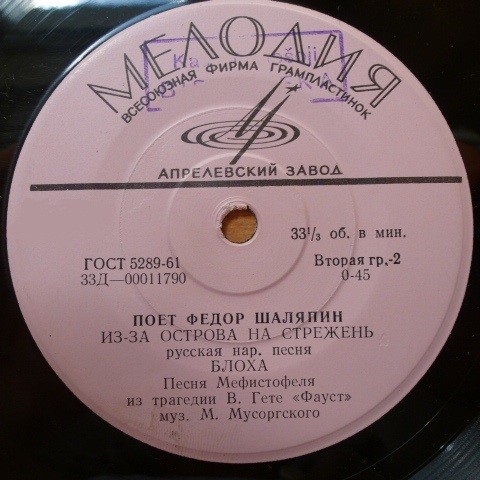 МЕЛОДИЯ
ВСЕСОЮЗНАЯ ФИРМА ГРАМПЛАСТИНОК
АПРЕЛЕВСКИЙ ЗАВОД
33⅓ об. в мин.
ГОСТ 5289-61
Вторая гр.-2
33Д—00011790
0-45
ПОЕТ ФЕДОР ШАЛЯПИН
ИЗ-ЗА ОСТРОВА НА СТРЕЖЕНЬ
русская нар. песня
БЛОХА
Песня Мефистофеля
из трагедии В. Гете «Фауст»
муз. М. Мусоргского